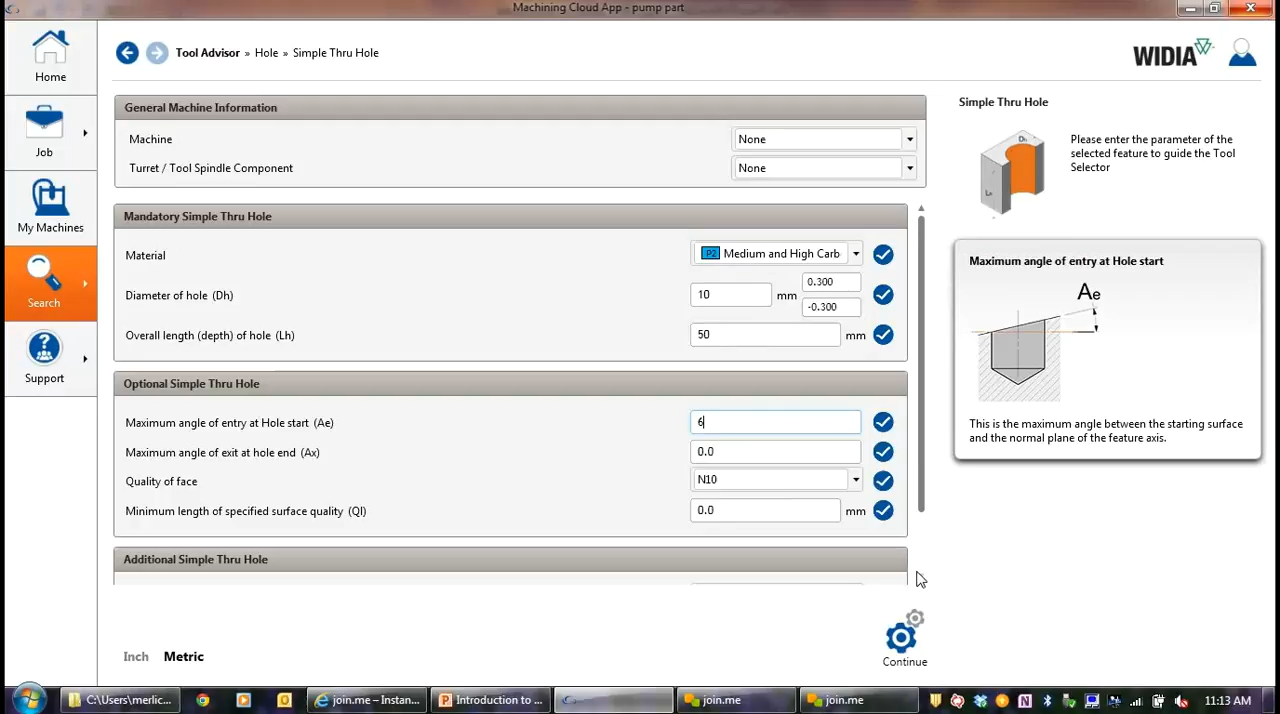 Machining Cloud App - pump part
Home
Job
My Machines
Search
Support
Tool Advisor » Hole » Simple Thru Hole
WIDIA
General Machine Information
Machine
None
Turret / Tool Spindle Component
None
Mandatory Simple Thru Hole
Material
P2 Medium and High Carb
Diameter of hole (Dh)
10 mm
0.300
-0.300
Overall length (depth) of hole (Lh)
50 mm
Optional Simple Thru Hole
Maximum angle of entry at Hole start (Ae)
6
Maximum angle of exit at hole end (Ax)
0.0
Quality of face
N10
Minimum length of specified surface quality (Ql)
0.0 mm
Additional Simple Thru Hole
Inch Metric
Continue
Simple Thru Hole
Please enter the parameter of the
selected feature to guide the Tool
Selector
Maximum angle of entry at Hole start
Ae
This is the maximum angle between the starting surface
and the normal plane of the feature axis.
C:\Users\merlic...
join.me – Instan...
Introduction to ...
join.me
join.me
11:13 AM